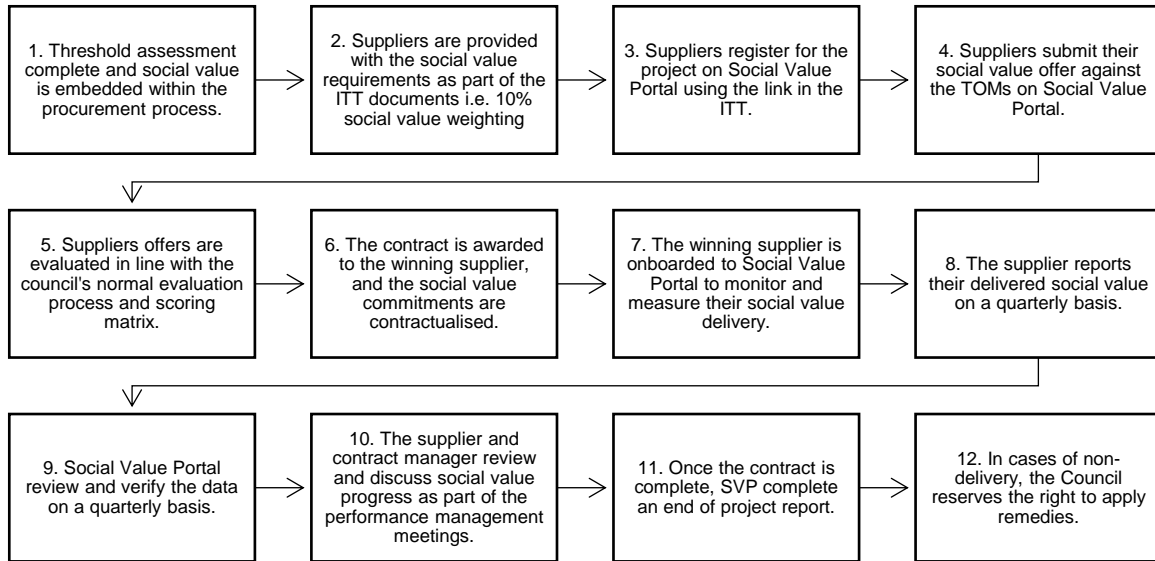 1. Threshold assessment
complete and social value
is embedded within the
procurement process.
2. Suppliers are provided
with the social value
requirements as part of the
ITT documents i.e. 10%
social value weighting
3. Suppliers register for the
project on Social Value
Portal using the link in the
ITT.
4. Suppliers submit their
social value offer against
the TOMs on Social Value
Portal.
5. Suppliers offers are
evaluated in line with the
council's normal evaluation
process and scoring
matrix.
6. The contract is awarded
to the winning supplier,
and the social value
commitments are
contractualised.
7. The winning supplier is
onboarded to Social Value
Portal to monitor and
measure their social value
delivery.
8. The supplier reports
their delivered social value
on a quarterly basis.
9. Social Value Portal
review and verify the data
on a quarterly basis.
10. The supplier and
contract manager review
and discuss social value
progress as part of the
performance management
meetings.
11. Once the contract is
complete, SVP complete
an end of project report.
12. In cases of non-
delivery, the Council
reserves the right to apply
remedies.